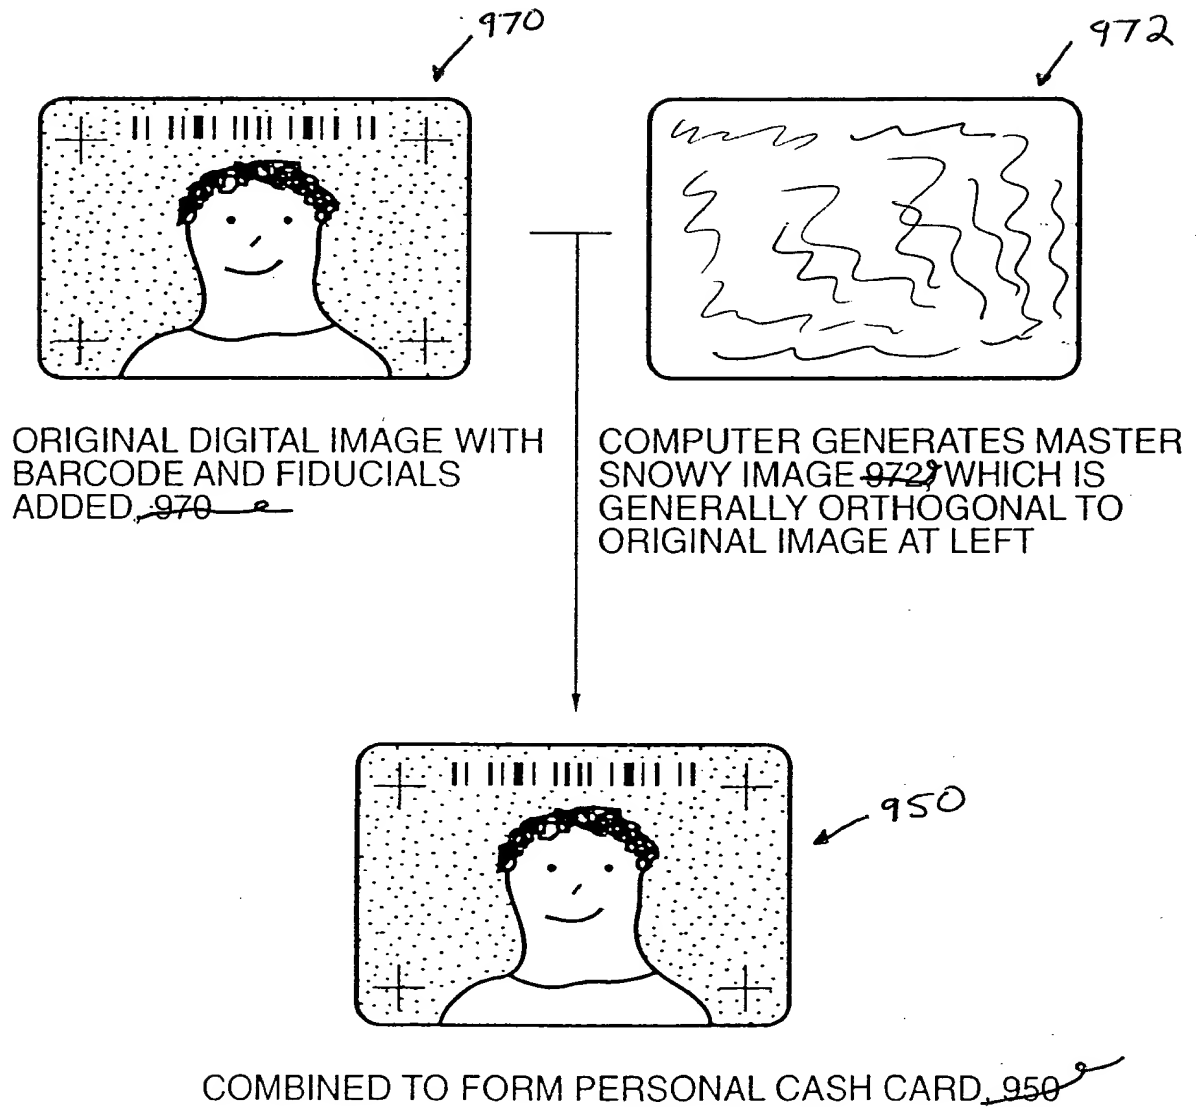 970
972
ORIGINAL DIGITAL IMAGE WITH
BARCODE AND FIDUCIALS
ADDED, 970
COMPUTER GENERATES MASTER
SNOWY IMAGE 972, WHICH IS
GENERALLY ORTHOGONAL TO
ORIGINAL IMAGE AT LEFT
950
COMBINED TO FORM PERSONAL CASH CARD, 950